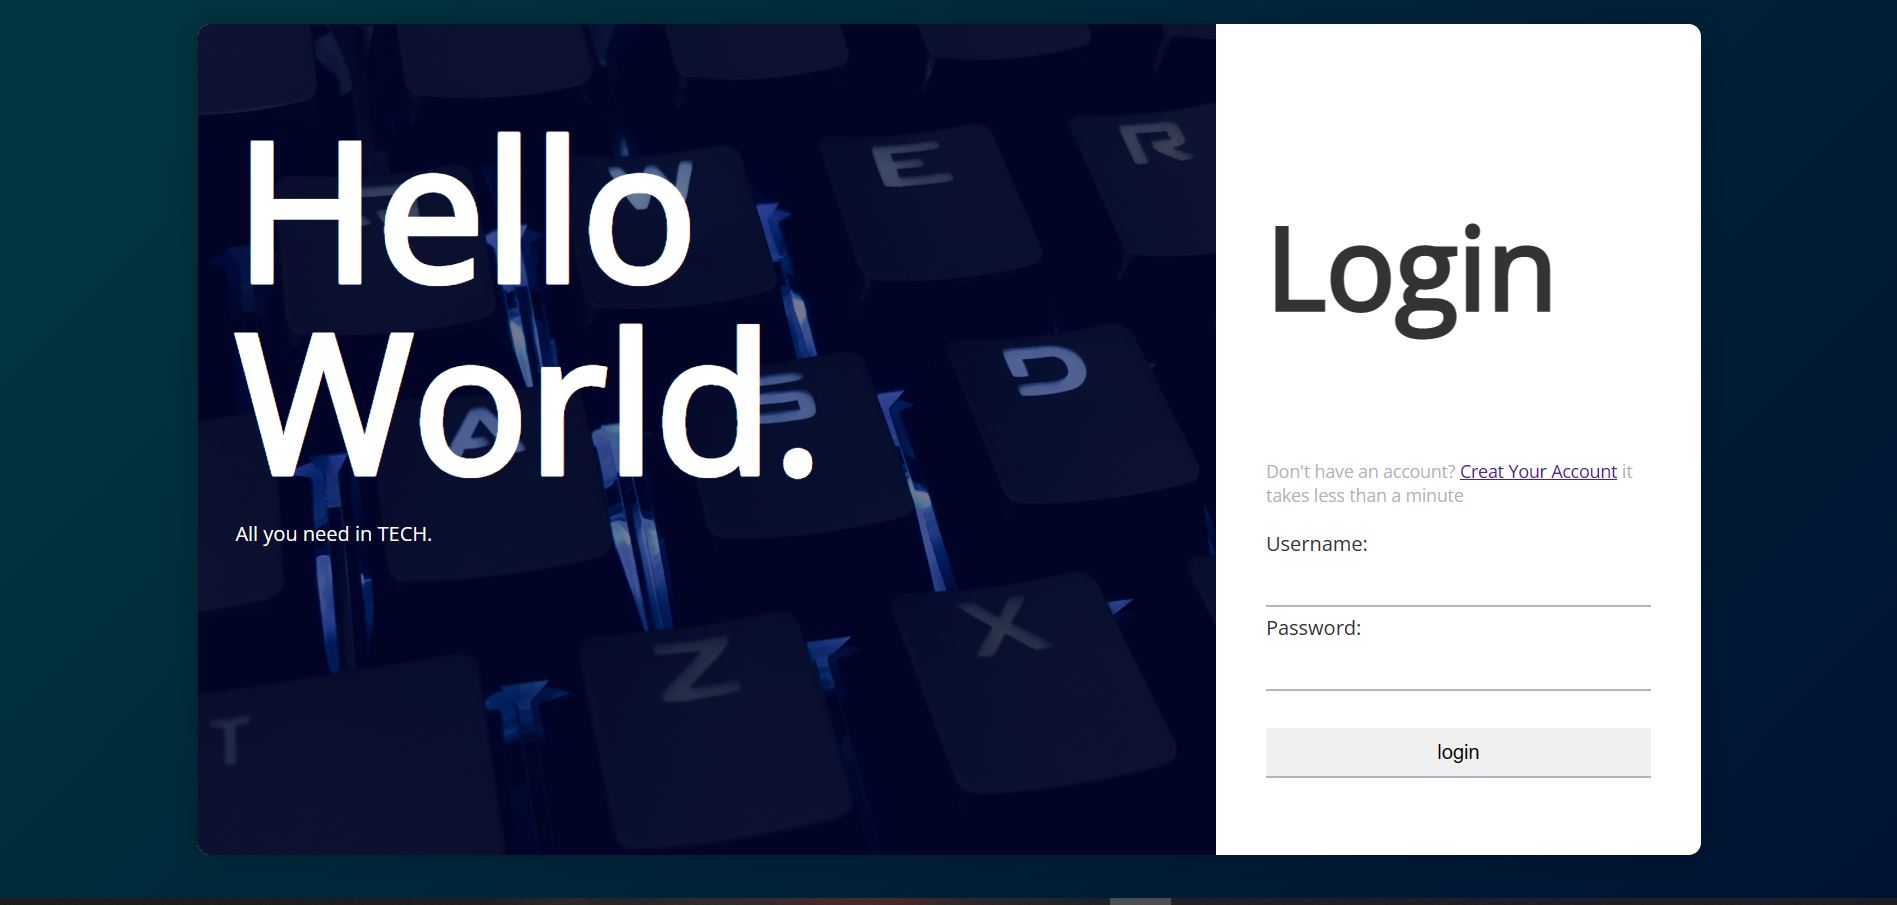 Hello
World.
All you need in TECH.
W
E
R
A
S
D
Z
X
T
Login
Don't have an account? Creat Your Account it
takes less than a minute
Username:
Password:
login